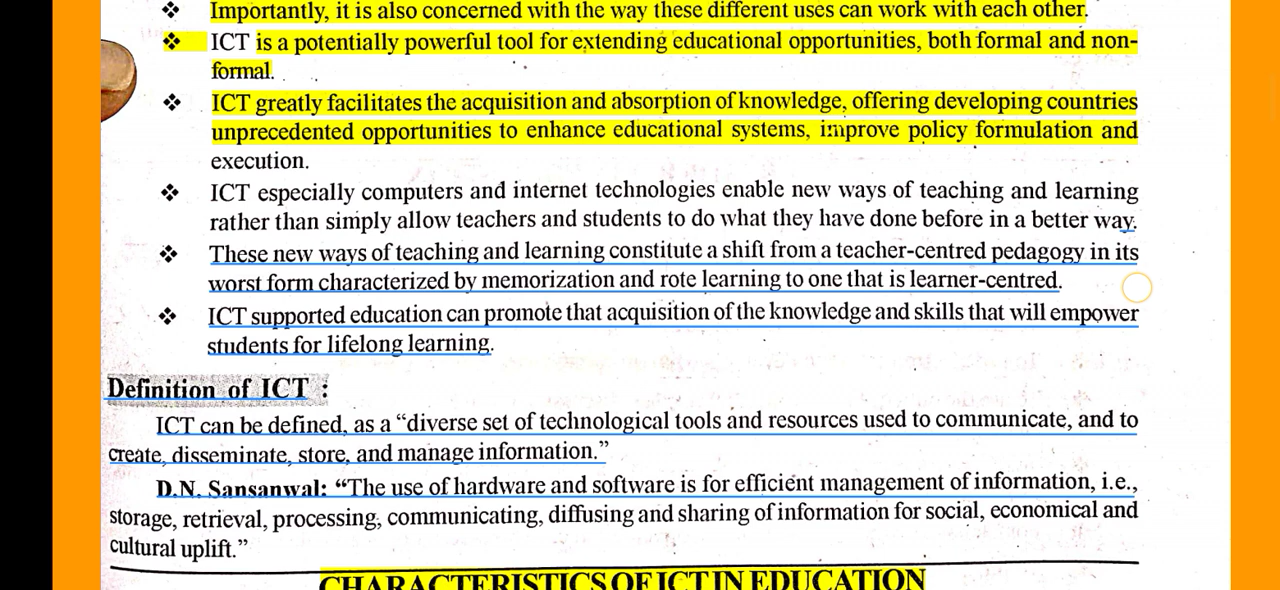 ❖ Importantly, it is also concerned with the way these different uses can work with each other.
❖ ICT is a potentially powerful tool for extending educational opportunities, both formal and non-
formal.
❖ ICT greatly facilitates the acquisition and absorption of knowledge, offering developing countries
unprecedented opportunities to enhance educational systems, improve policy formulation and
execution.
❖ ICT especially computers and internet technologies enable new ways of teaching and learning
rather than simply allow teachers and students to do what they have done before in a better way.
❖ These new ways of teaching and learning constitute a shift from a teacher-centred pedagogy in its
worst form characterized by memorization and rote learning to one that is learner-centred.
❖ ICT supported education can promote that acquisition of the knowledge and skills that will empower
students for lifelong learning.
Definition of ICT :
ICT can be defined, as a “diverse set of technological tools and resources used to communicate, and to
create, disseminate, store, and manage information.”
D.N. Sansanwal: “The use of hardware and software is for efficient management of information, i.e.,
storage, retrieval, processing, communicating, diffusing and sharing of information for social, economical and
cultural uplift.”
CHARACTERISTICS OF ICT IN EDUCATION